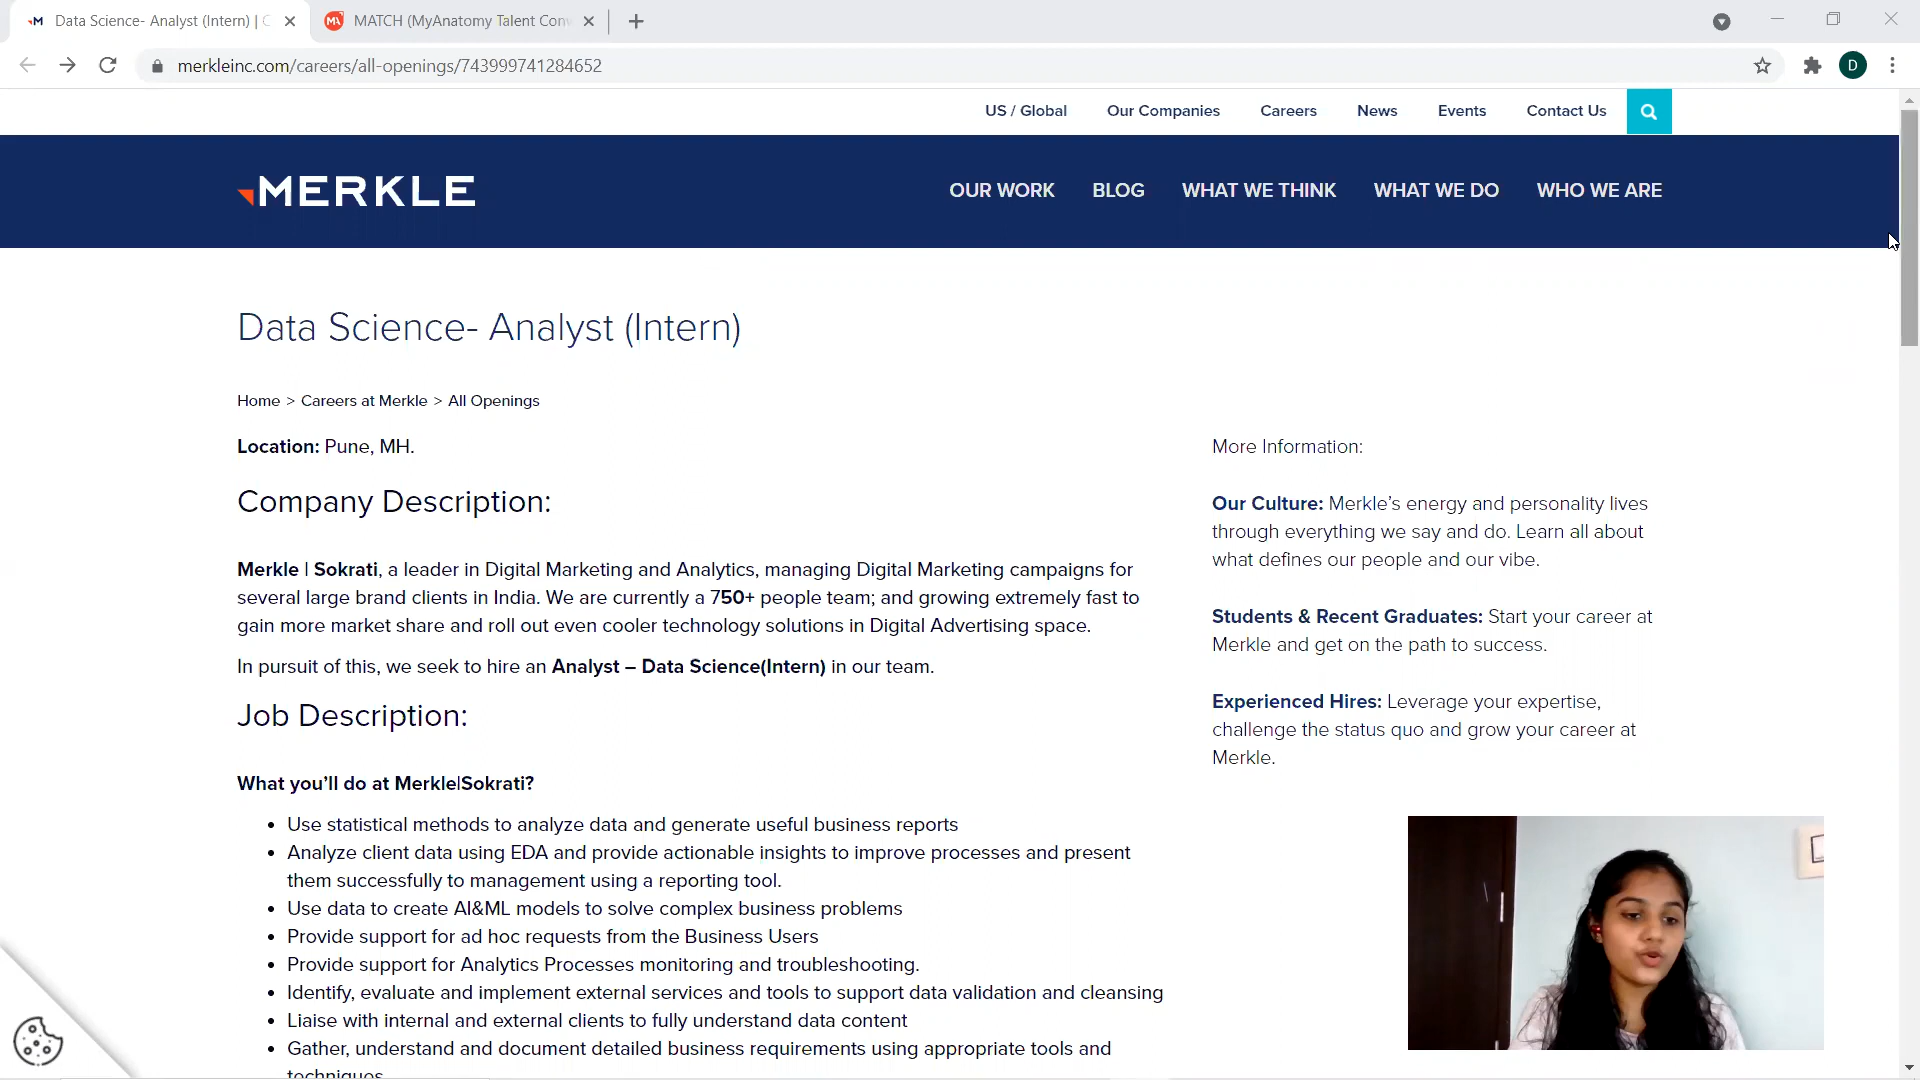 Data Science- Analyst (Intern) | C
MATCH (MyAnatomy Talent Conv
merkleinc.com/careers/all-openings/743999741284652
D
US / Global Our Companies Careers News Events Contact Us
MERKLE
OUR WORK BLOG WHAT WE THINK WHAT WE DO WHO WE ARE
Data Science- Analyst (Intern)
Home > Careers at Merkle > All Openings
Location: Pune, MH.
Company Description:
Merkle | Sokrati, a leader in Digital Marketing and Analytics, managing Digital Marketing campaigns for
several large brand clients in India. We are currently a 750+ people team; and growing extremely fast to
gain more market share and roll out even cooler technology solutions in Digital Advertising space.
In pursuit of this, we seek to hire an Analyst – Data Science(Intern) in our team.
Job Description:
What you’ll do at Merkle|Sokrati?
• Use statistical methods to analyze data and generate useful business reports
• Analyze client data using EDA and provide actionable insights to improve processes and present
them successfully to management using a reporting tool.
• Use data to create AI&ML models to solve complex business problems
• Provide support for ad hoc requests from the Business Users
• Provide support for Analytics Processes monitoring and troubleshooting.
• Identify, evaluate and implement external services and tools to support data validation and cleansing
• Liaise with internal and external clients to fully understand data content
• Gather, understand and document detailed business requirements using appropriate tools and
techniques
More Information:
Our Culture: Merkle’s energy and personality lives
through everything we say and do. Learn all about
what defines our people and our vibe.
Students & Recent Graduates: Start your career at
Merkle and get on the path to success.
Experienced Hires: Leverage your expertise,
challenge the status quo and grow your career at
Merkle.